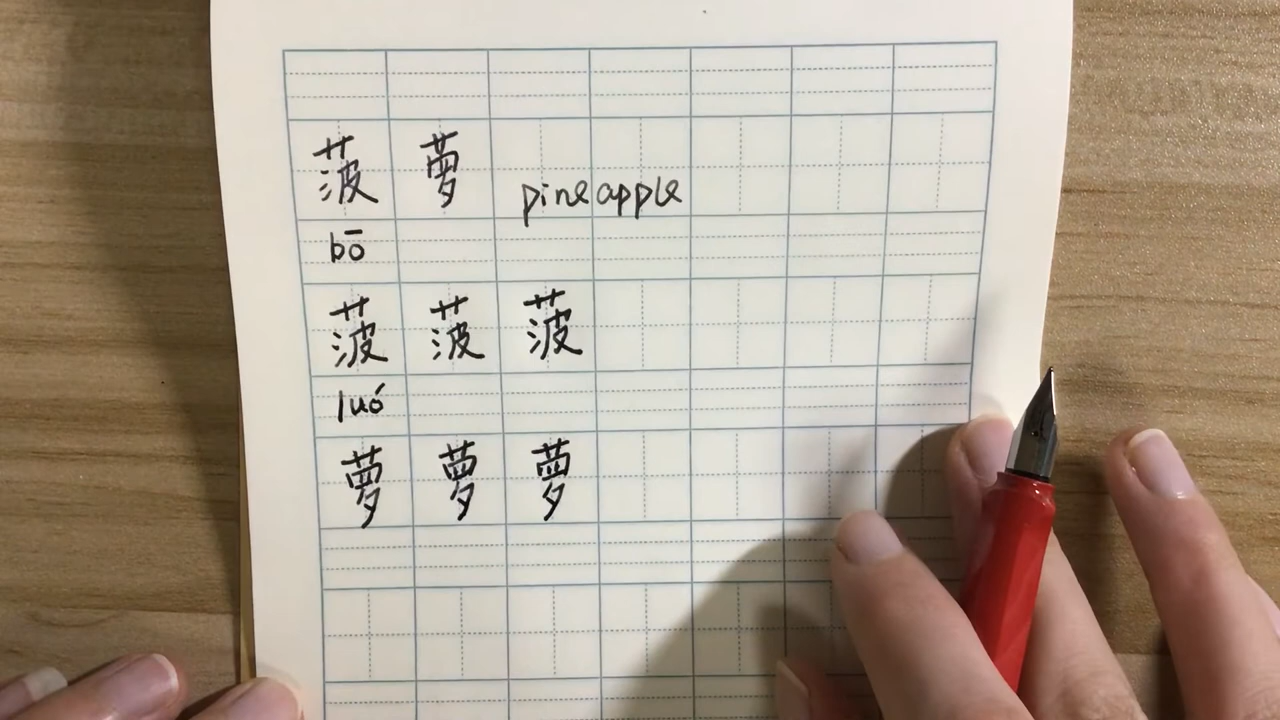 菠 萝 pineapple
bō
菠 菠 菠
luó
萝 萝 萝